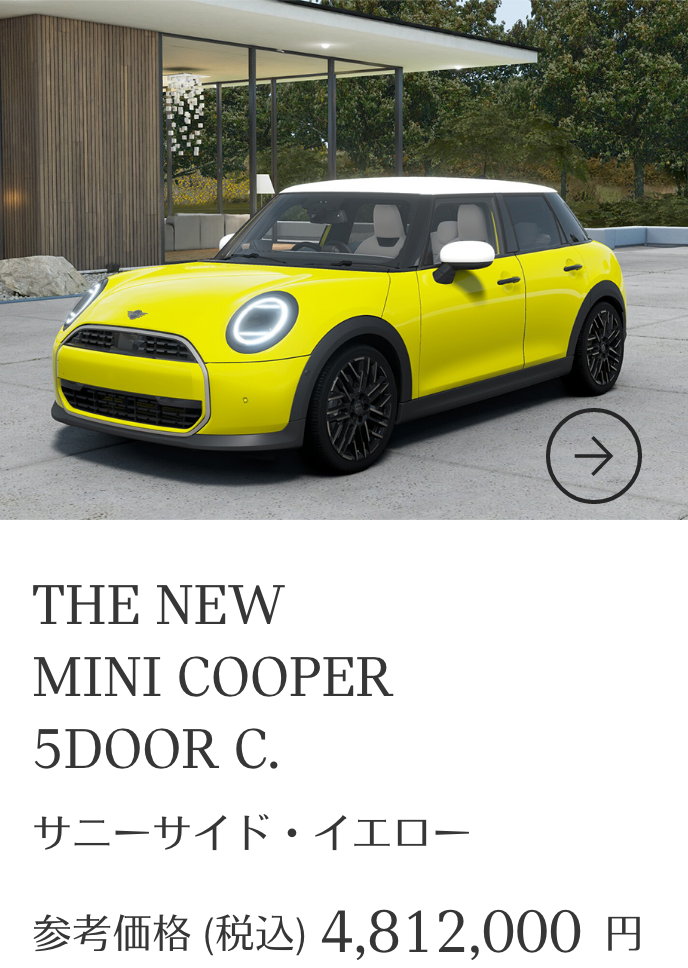 THE NEW
MINI COOPER
5DOOR C.
サニーサイド・イエロー
参考価格 (税込) 4,812,000 円